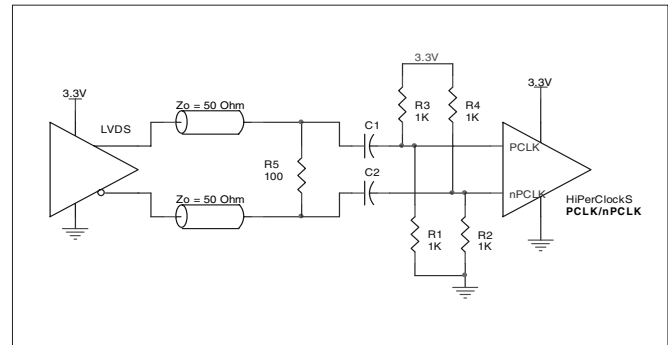 3.3V
LVDS
Zo = 50 Ohm
Zo = 50 Ohm
R5
100
C1
C2
3.3V
R3
1K
R4
1K
R1
1K
R2
1K
3.3V
PCLK
nPCLK
HiPerClockS
PCLK/nPCLK